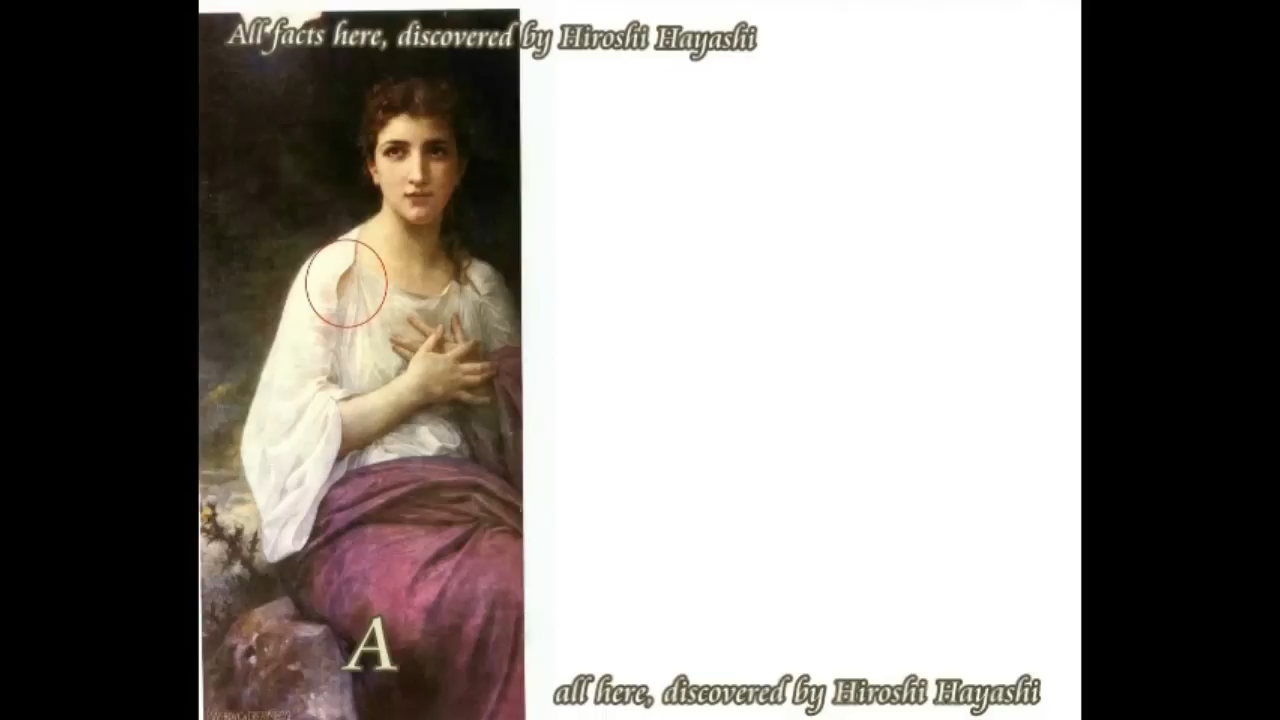 All facts here, discovered by Hiroshi Hayashi
A
all here, discovered by Hiroshi Hayashi